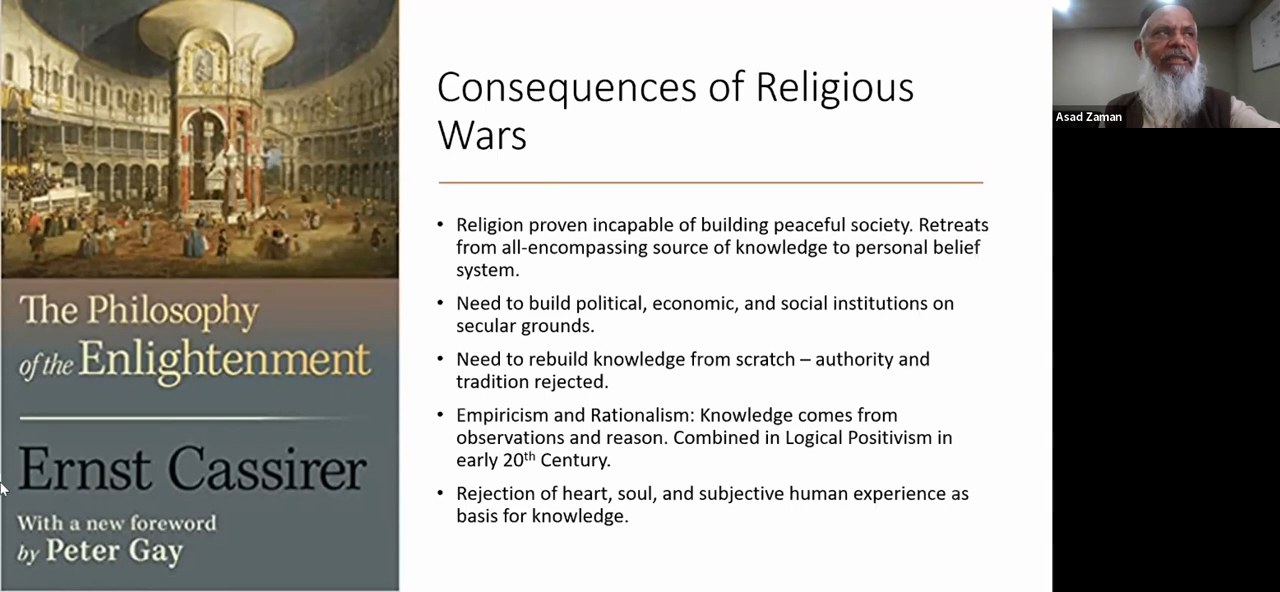 The Philosophy
of the Enlightenment
Ernst Cassirer
With a new foreword
by Peter Gay
Consequences of Religious
Wars
• Religion proven incapable of building peaceful society. Retreats
from all-encompassing source of knowledge to personal belief
system.
• Need to build political, economic, and social institutions on
secular grounds.
• Need to rebuild knowledge from scratch – authority and
tradition rejected.
• Empiricism and Rationalism: Knowledge comes from
observations and reason. Combined in Logical Positivism in
early 20th Century.
• Rejection of heart, soul, and subjective human experience as
basis for knowledge.
Asad Zaman